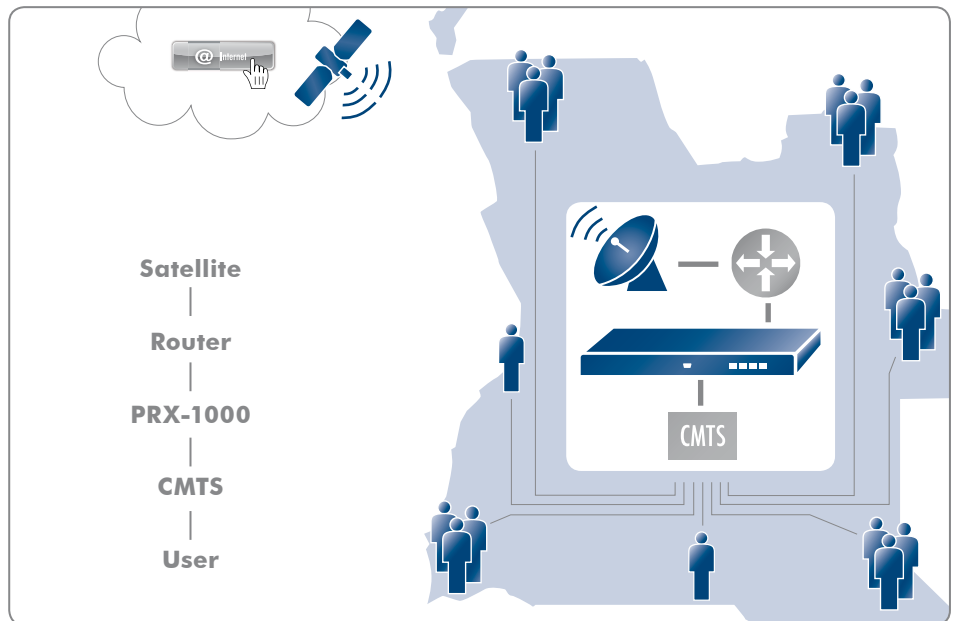 @ Internet
Satellite
Router
PRX-1000
CMTS
User
CMTS